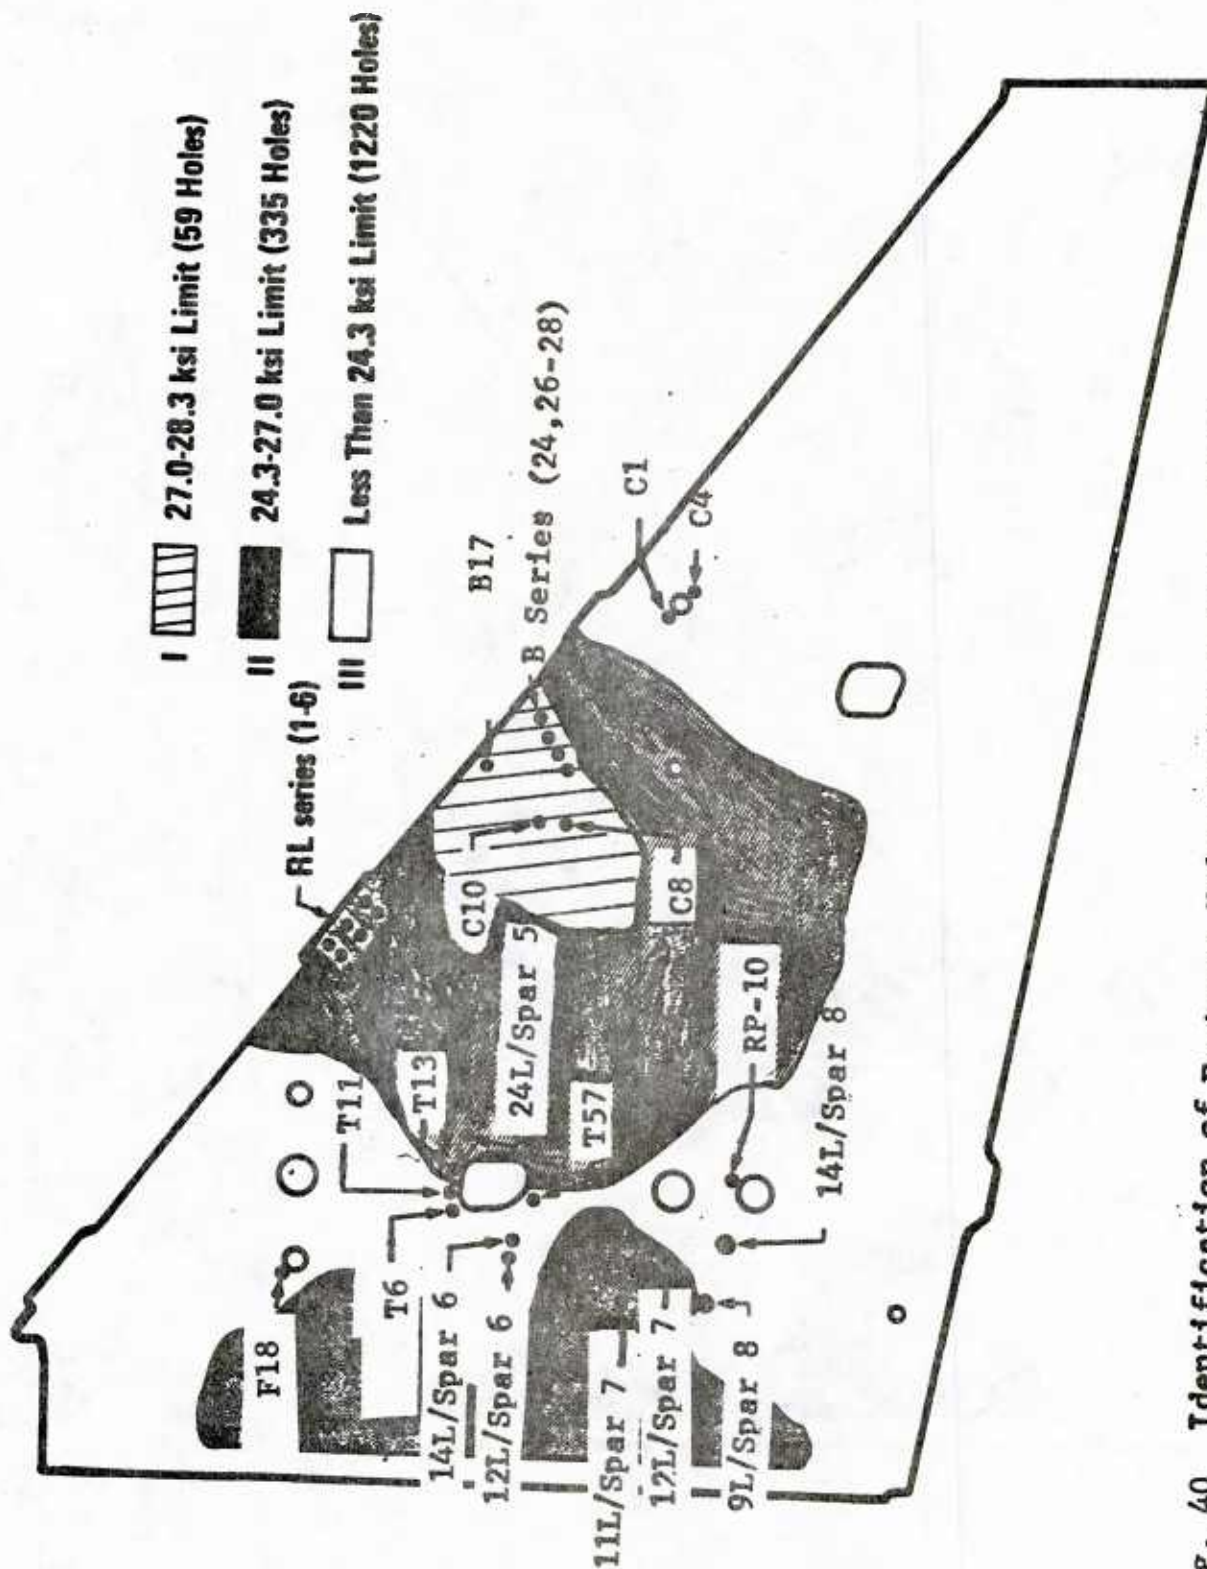 I 27.0-28.3 ksi Limit (59 Holes)
II 24.3-27.0 ksi Limit (335 Holes)
III Less Than 24.3 ksi Limit (1220 Holes)
RL series (1-6)
B17
B Series (24,26-28)
C1
C4
C10
C8
24L/Spar 5
T13
T11
T57
RP-10
14L/Spar 8
T6
F18
14L/Spar 6
12L/Spar 6
11L/Spar 7
12L/Spar 7
9L/Spar 8
40 Identification of